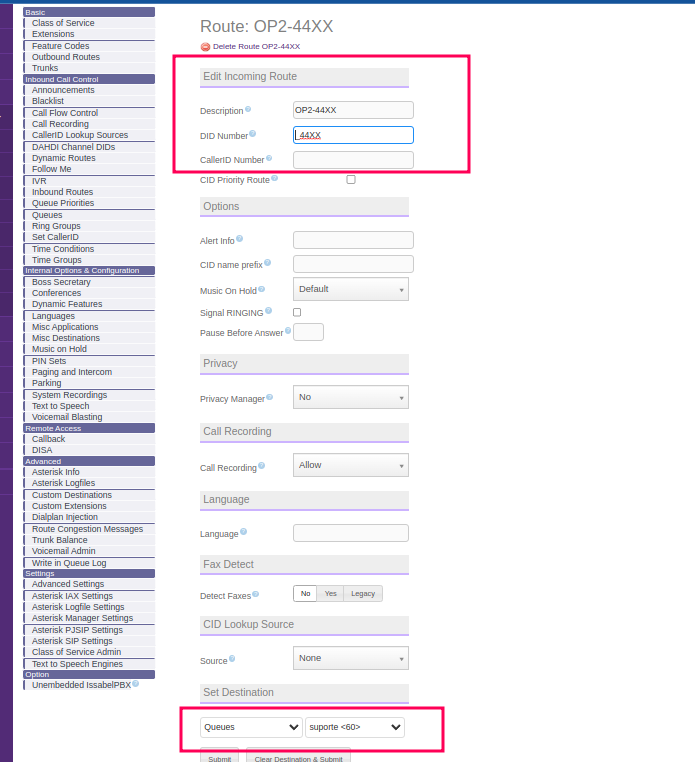 Basic
Class of Service
Extensions
Feature Codes
Outbound Routes
Trunks
Inbound Call Control
Announcements
Blacklist
Call Flow Control
Call Recording
CallerID Lookup Sources
DAHDI Channel DIDs
Dynamic Routes
Follow Me
IVR
Inbound Routes
Queue Priorities
Queues
Ring Groups
Set CallerID
Time Conditions
Time Groups
Internal Options & Configuration
Boss Secretary
Conferences
Dynamic Features
Languages
Misc Applications
Misc Destinations
Music on Hold
PIN Sets
Paging and Intercom
Parking
System Recordings
Text to Speech
Voicemail Blasting
Remote Access
Callback
DISA
Advanced
Asterisk Info
Asterisk Logfiles
Custom Destinations
Custom Extensions
Dialplan Injection
Route Congestion Messages
Trunk Balance
Voicemail Admin
Write in Queue Log
Settings
Advanced Settings
Asterisk IAX Settings
Asterisk Logfile Settings
Asterisk Manager Settings
Asterisk PJSIP Settings
Asterisk SIP Settings
Class of Service Admin
Text to Speech Engines
Option
Unembedded IssabelPBX
Route: OP2-44XX
Delete Route OP2-44XX
Edit Incoming Route
Description OP2-44XX
DID Number _44XX
CallerID Number
CID Priority Route
Options
Alert Info
CID name prefix
Music On Hold Default
Signal RINGING
Pause Before Answer
Privacy
Privacy Manager No
Call Recording
Call Recording Allow
Language
Language
Fax Detect
Detect Faxes No Yes Legacy
CID Lookup Source
Source None
Set Destination
Queues suporte <60>
Submit Clear Destination & Submit